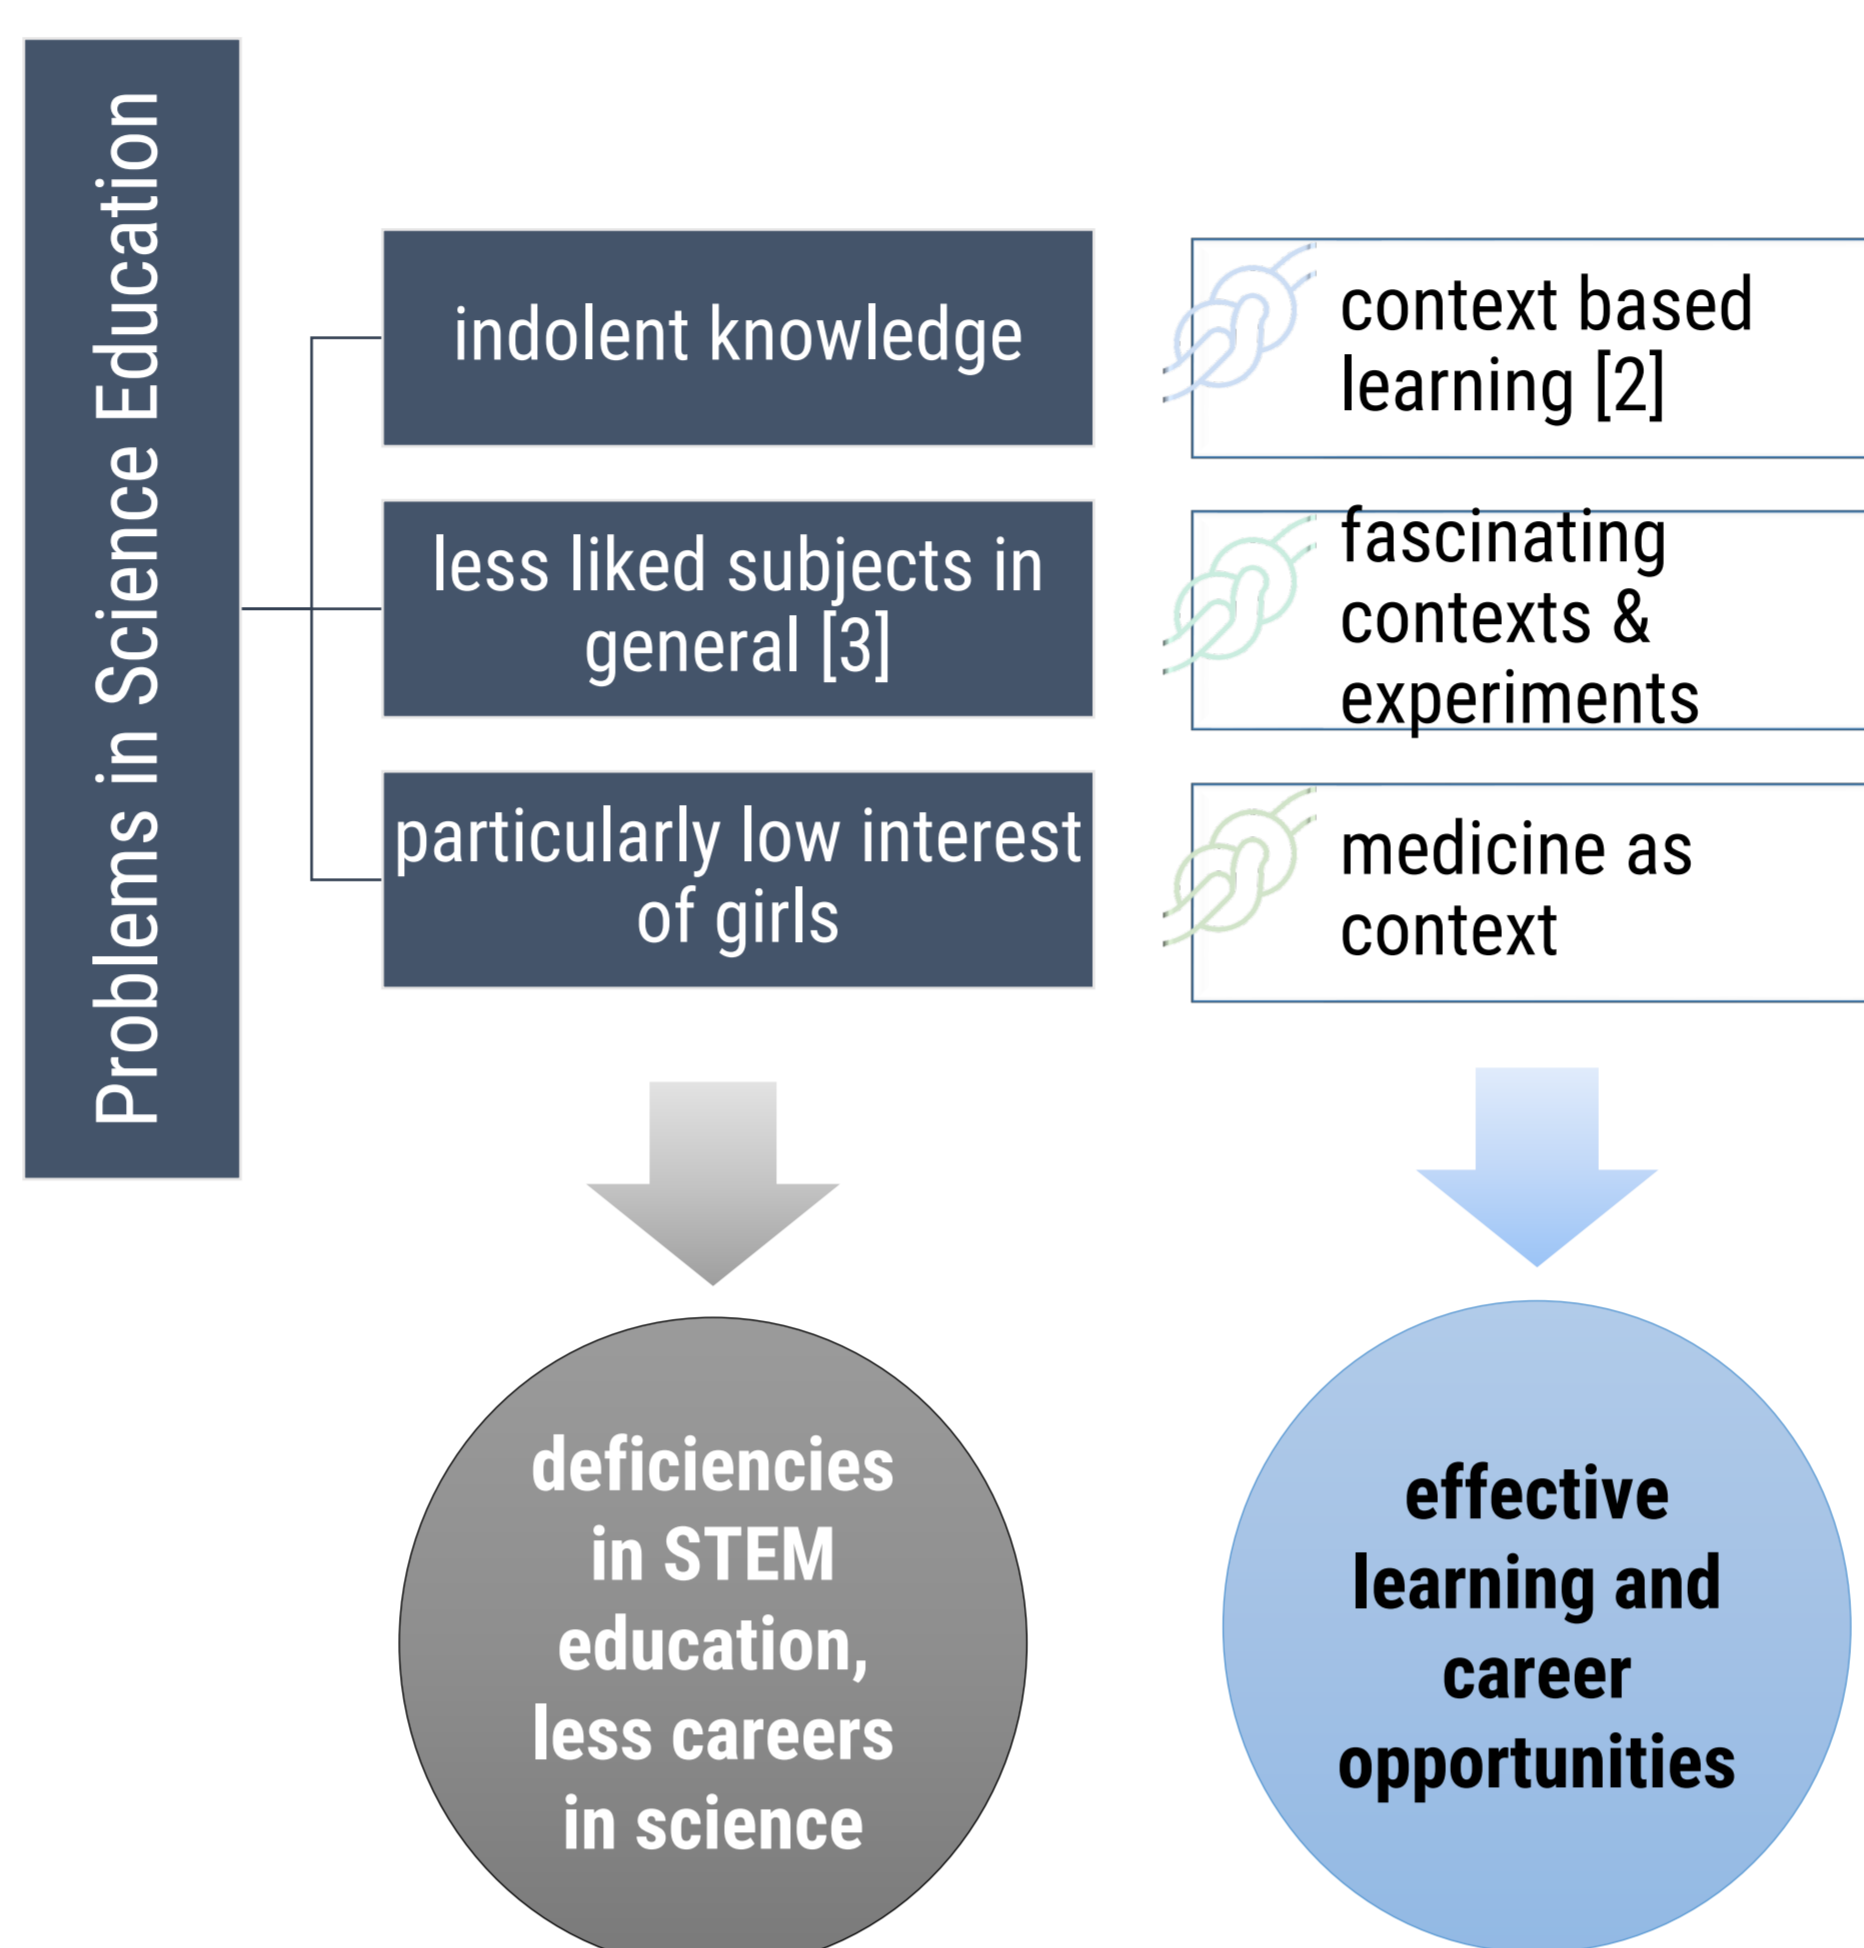 Problems in Science Education
indolent knowledge
less liked subjects in
general [3]
particularly low interest
of girls
context based
learning [2]
fascinating
contexts &
experiments
medicine as
context
deficiencies
in STEM
education,
less careers
in science
effective
learning and
career
opportunities